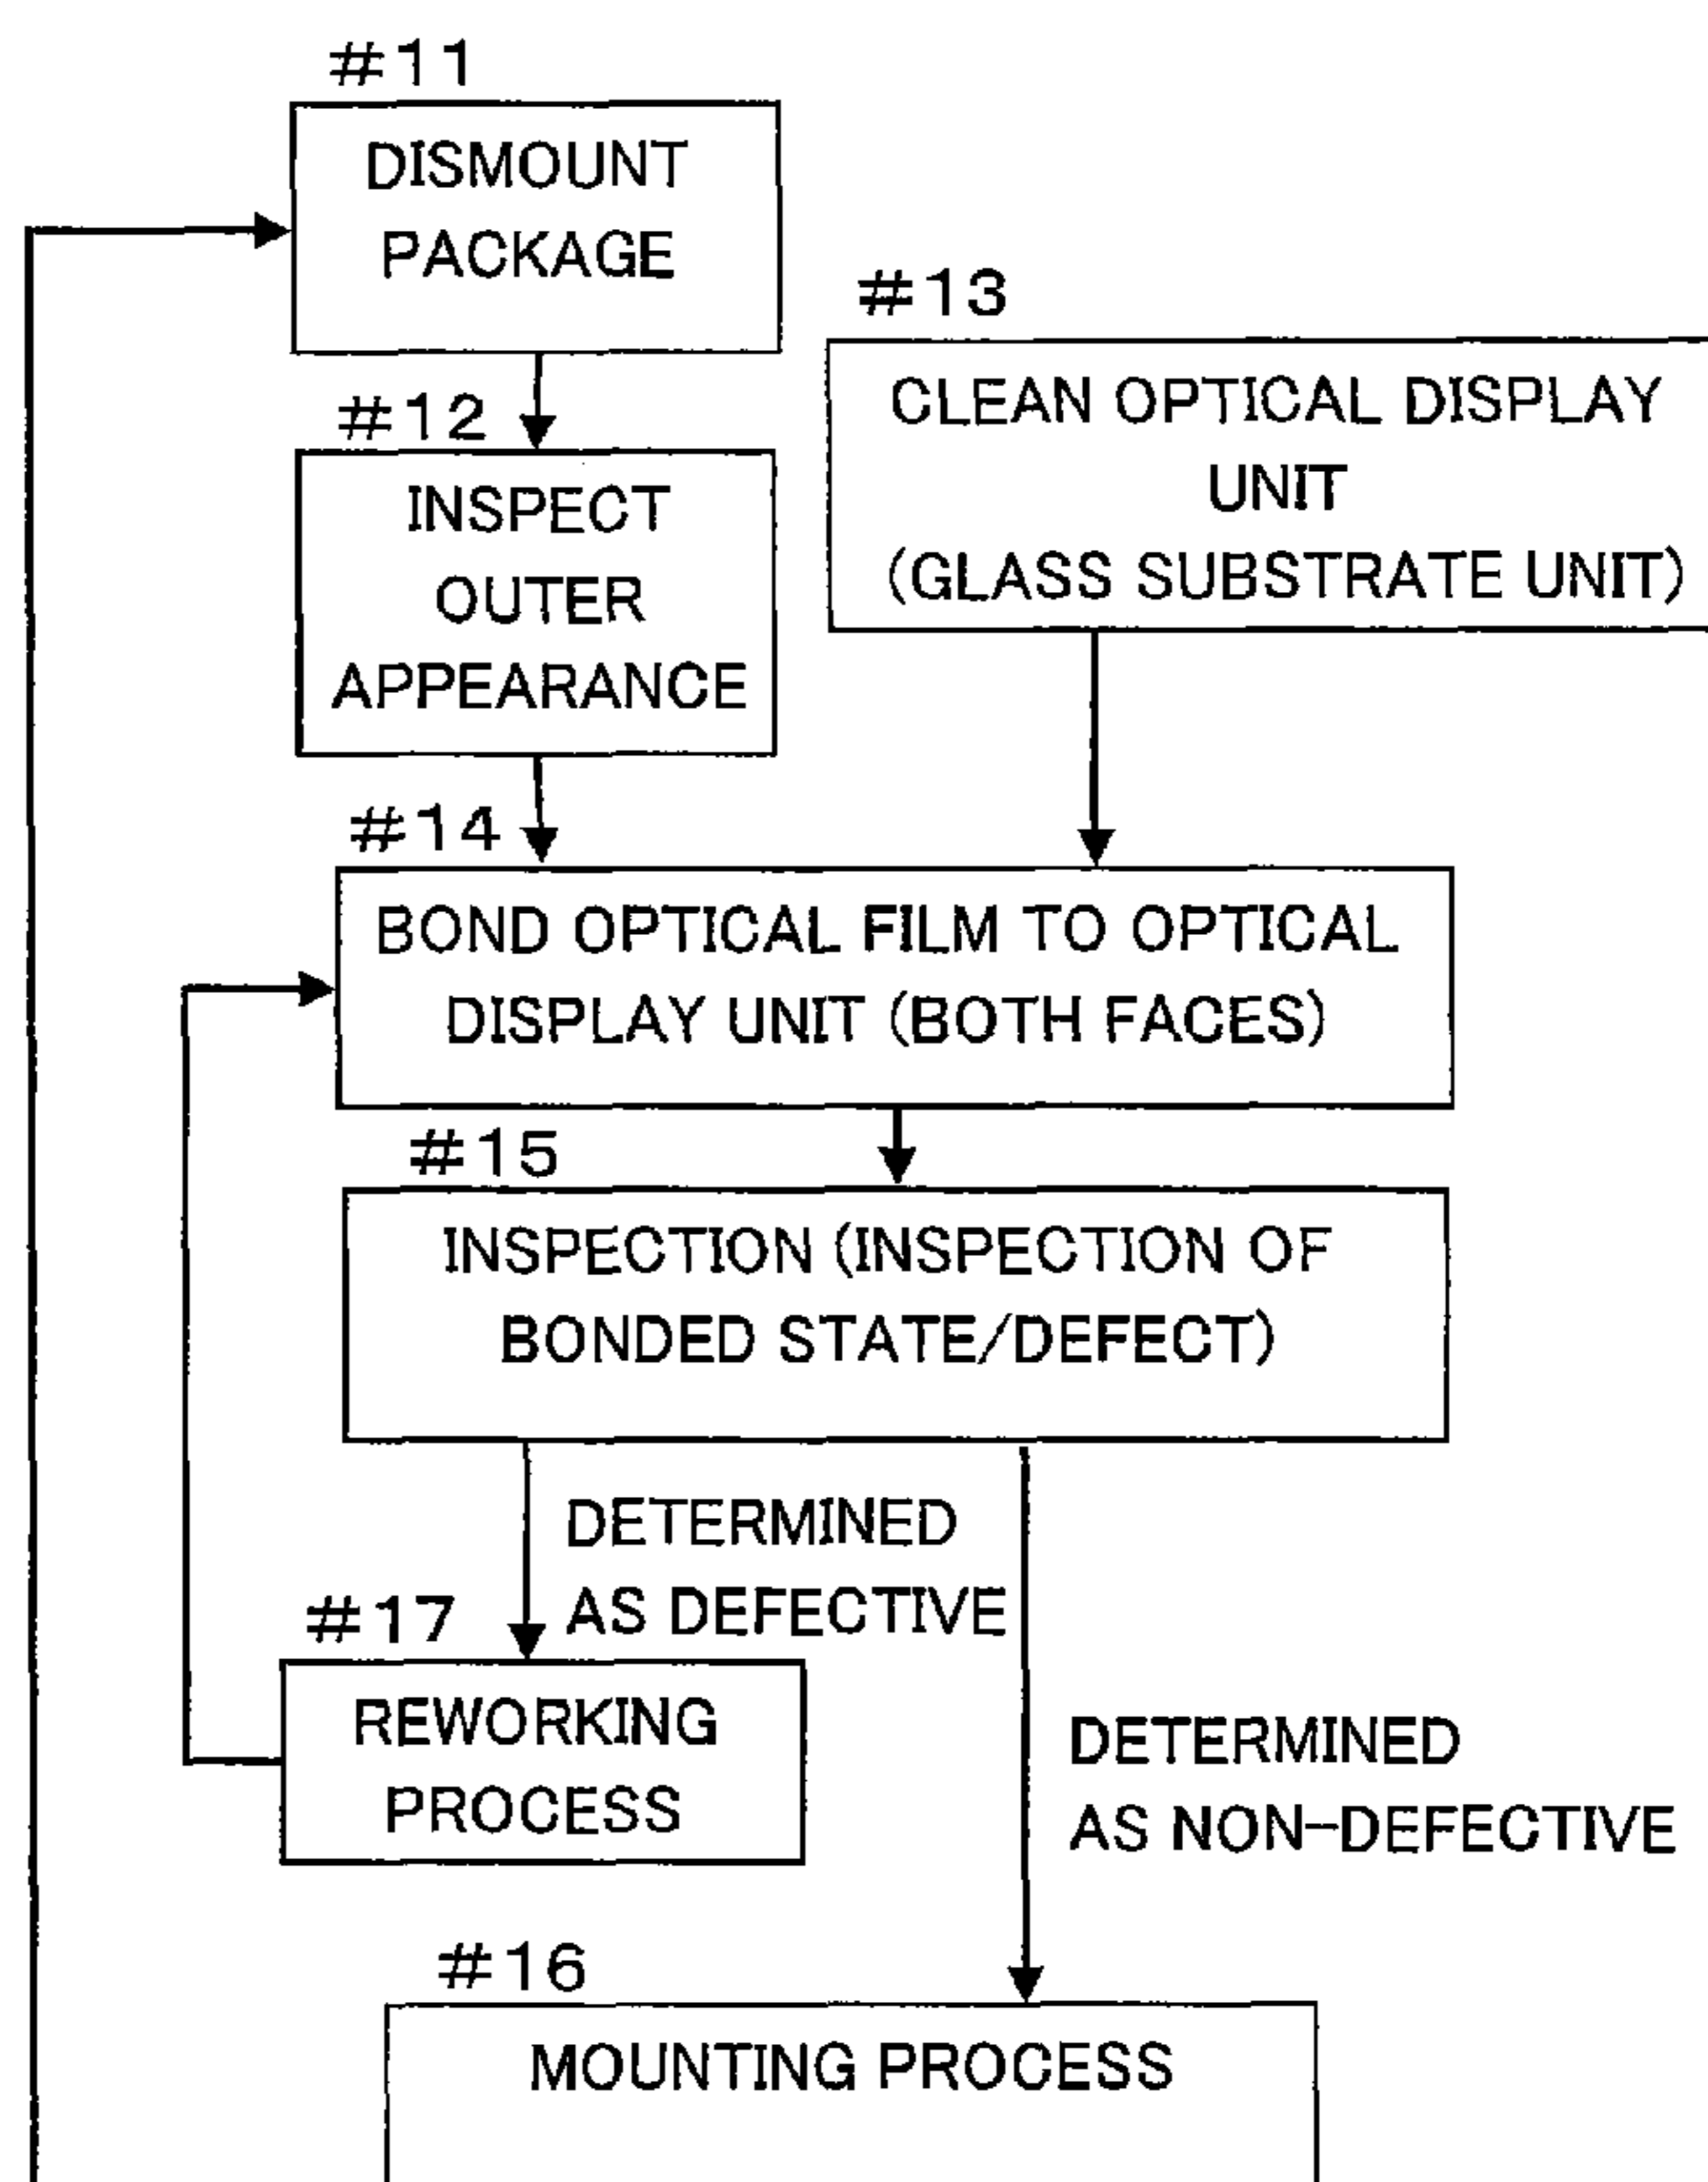 #11
DISMOUNT
PACKAGE
#12
INSPECT
OUTER
APPEARANCE
#13
CLEAN OPTICAL DISPLAY
UNIT
(GLASS SUBSTRATE UNIT)
#14
BOND OPTICAL FILM TO OPTICAL
DISPLAY UNIT (BOTH FACES)
#15
INSPECTION (INSPECTION OF
BONDED STATE/DEFECT)
DETERMINED
AS DEFECTIVE
#17
REWORKING
PROCESS
DETERMINED
AS NON-DEFECTIVE
#16
MOUNTING PROCESS